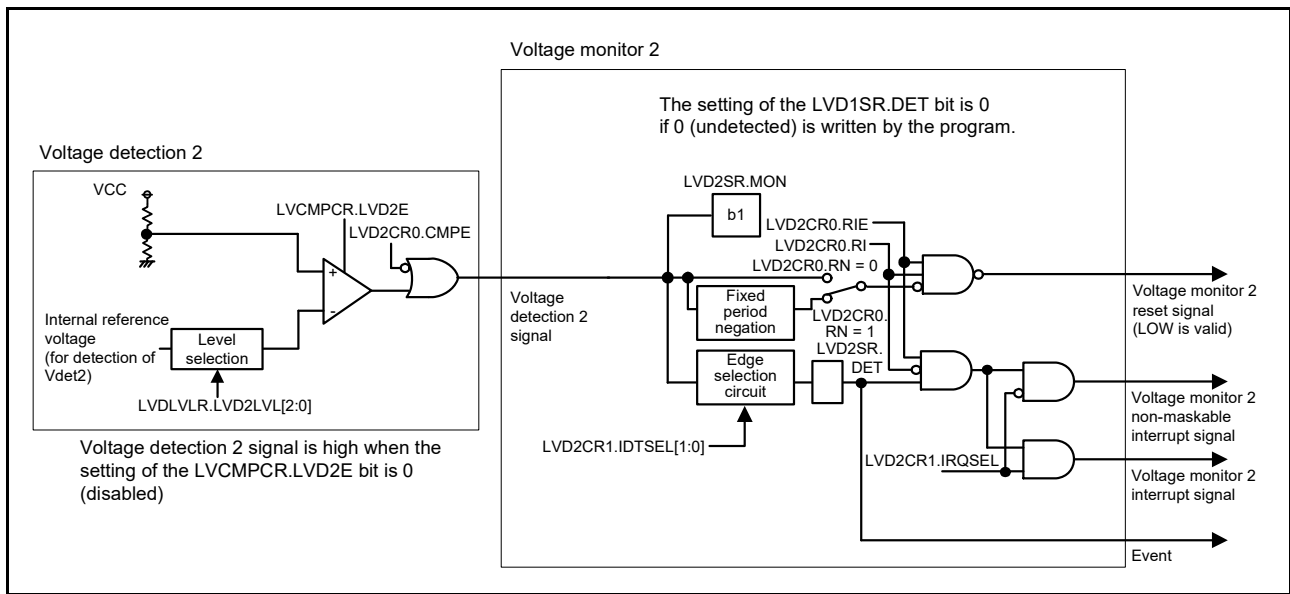 Voltage monitor 2
The setting of the LVD1SR.DET bit is 0
if 0 (undetected) is written by the program.
Voltage detection 2
VCC
LVCMPCR.LVD2E
LVD2CR0.CMPE
+
-
Internal reference
voltage
(for detection of
Vdet2)
Level
selection
LVDLVLR.LVD2LVL[2:0]
Voltage detection 2 signal is high when the
setting of the LVCMPCR.LVD2E bit is 0
(disabled)
Voltage
detection 2
signal
LVD2SR.MON
b1
LVD2CR0.RIE
LVD2CR0.RI
LVD2CR0.RN = 0
Fixed
period
negation
LVD2CR0.
RN = 1
LVD2SR.
DET
Edge
selection
circuit
LVD2CR1.IDTSEL[1:0]
LVD2CR1.IRQSEL
Voltage monitor 2
reset signal
(LOW is valid)
Voltage monitor 2
non-maskable
interrupt signal
Voltage monitor 2
interrupt signal
Event